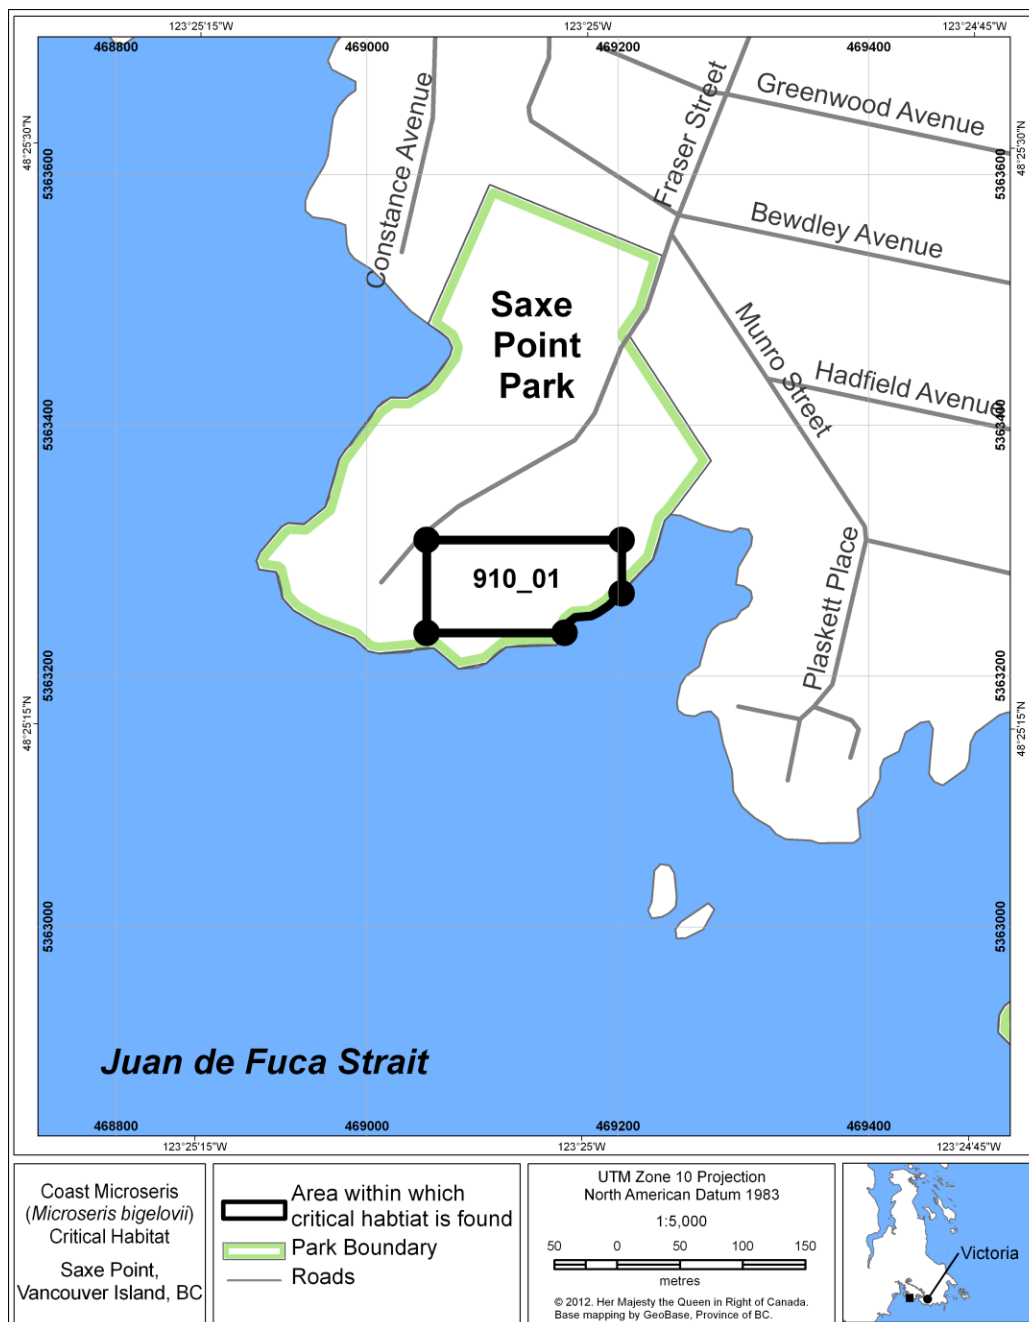 123°25'15"W
123°25'W
123°24'45"W
468800
469000
469200
469400
48°25'30"N
5363600
5363600
48°25'30"N
Constance Avenue
Fraser Street
Greenwood Avenue
Bewdley Avenue
Saxe
Point
Park
Munro Street
Hadfield Avenue
5363400
5363400
910_01
Plaskett Place
5363200
5363200
48°25'15"N
48°25'15"N
5363000
5363000
Juan de Fuca Strait
468800
469000
469200
469400
123°25'15"W
123°25'W
123°24'45"W
Coast Microseris
(Microseris bigelovii)
Critical Habitat
Saxe Point,
Vancouver Island, BC
Area within which
critical habtiat is found
Park Boundary
Roads
UTM Zone 10 Projection
North American Datum 1983
1:5,000
50 0 50 100 150
metres
© 2012. Her Majesty the Queen in Right of Canada.
Base mapping by GeoBase, Province of BC.
Victoria